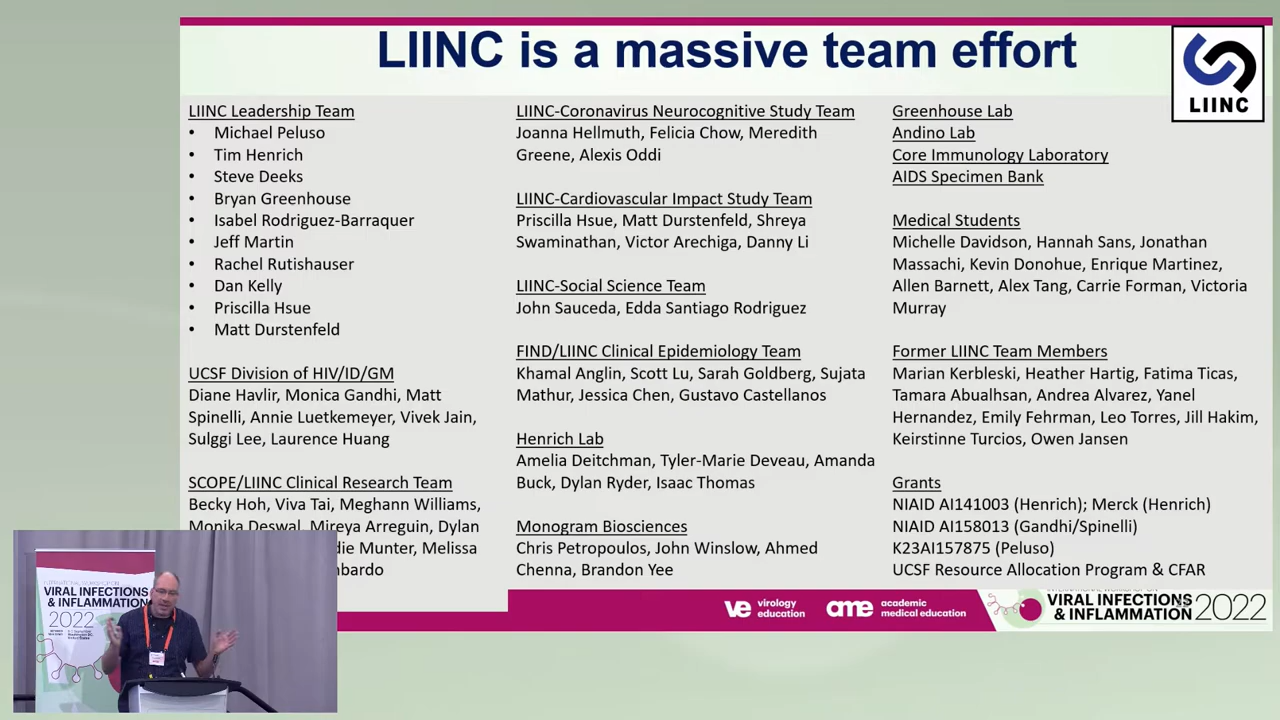 LIINC is a massive team effort
LIINC
LIINC Leadership Team
• Michael Peluso
• Tim Henrich
• Steve Deeks
• Bryan Greenhouse
• Isabel Rodriguez-Barraquer
• Jeff Martin
• Rachel Rutishauser
• Dan Kelly
• Priscilla Hsue
• Matt Durstenfeld
UCSF Division of HIV/ID/GM
Diane Havlir, Monica Gandhi, Matt
Spinelli, Annie Luetkemeyer, Vivek Jain,
Sulggi Lee, Laurence Huang
SCOPE/LIINC Clinical Research Team
Becky Hoh, Viva Tai, Meghann Williams,
Monika Deswal, Mireya Arreguin, Dylan
Munter, Melissa
LIINC-Coronavirus Neurocognitive Study Team
Joanna Hellmuth, Felicia Chow, Meredith
Greene, Alexis Oddi
LIINC-Cardiovascular Impact Study Team
Priscilla Hsue, Matt Durstenfeld, Shreya
Swaminathan, Victor Arechiga, Danny Li
LIINC-Social Science Team
John Sauceda, Edda Santiago Rodriguez
FIND/LIINC Clinical Epidemiology Team
Khamal Anglin, Scott Lu, Sarah Goldberg, Sujata
Mathur, Jessica Chen, Gustavo Castellanos
Henrich Lab
Amelia Deitchman, Tyler-Marie Deveau, Amanda
Buck, Dylan Ryder, Isaac Thomas
Monogram Biosciences
Chris Petropoulos, John Winslow, Ahmed
Chenna, Brandon Yee
Greenhouse Lab
Andino Lab
Core Immunology Laboratory
AIDS Specimen Bank
Medical Students
Michelle Davidson, Hannah Sans, Jonathan
Massachi, Kevin Donohue, Enrique Martinez,
Allen Barnett, Alex Tang, Carrie Forman, Victoria
Murray
Former LIINC Team Members
Marian Kerbleski, Heather Hartig, Fatima Ticas,
Tamara Abualhsan, Andrea Alvarez, Yanel
Hernandez, Emily Fehrman, Leo Torres, Jill Hakim,
Keirstinne Turcios, Owen Jansen
Grants
NIAID AI141003 (Henrich); Merck (Henrich)
NIAID AI158013 (Gandhi/Spinelli)
K23AI157875 (Peluso)
UCSF Resource Allocation Program & CFAR
ve virology
education
ame academic
medical education
INTERNATIONAL WORKSHOP ON
VIRAL INFECTIONS
& INFLAMMATION 2022
INTERNATIONAL WORKSHOP ON
VIRAL INFECTIONS
& INFLAMMATION
2022